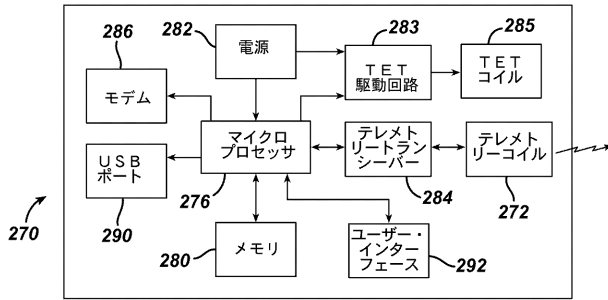 286
282
283
285
電源
TET
駆動回路
TET
コイル
モデム
マイクロ
プロセッサ
テレメト
リートラン
シーバー
テレメト
リーコイル
USB
ポート
276
284
272
270
290
280
メモリ
ユーザー・
インター
フェース
292